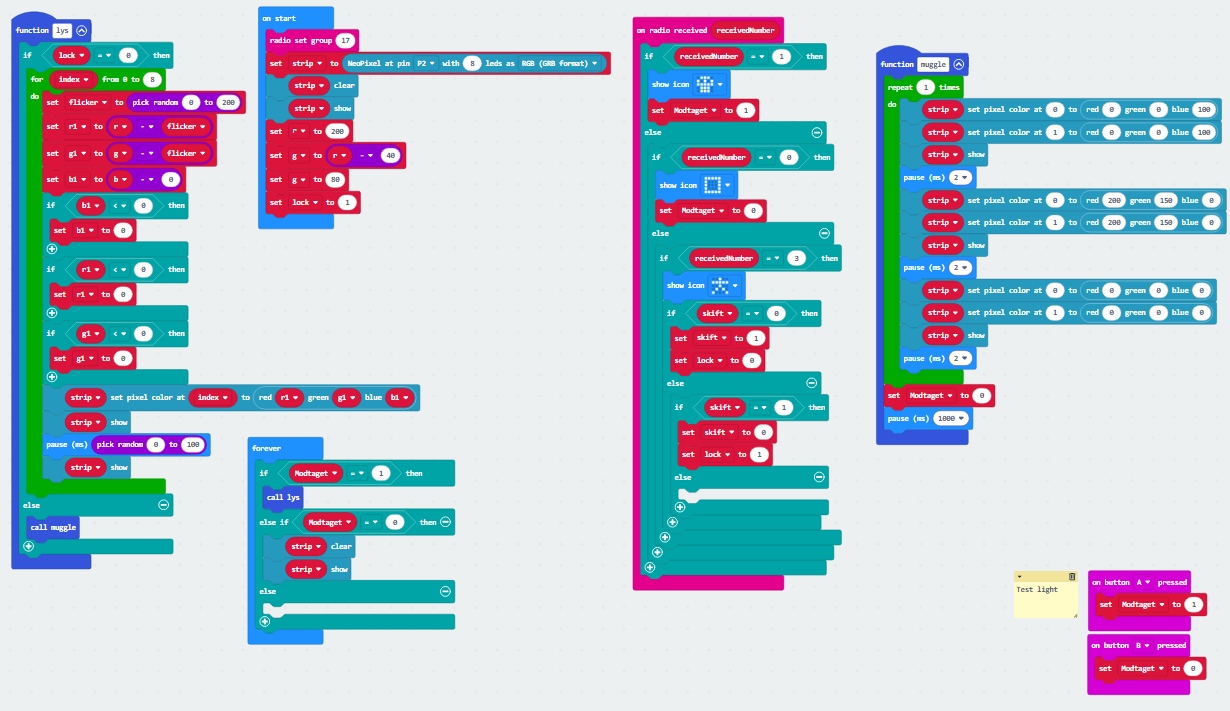 function lys
if lock = 0 then
for index from 0 to 8
do
set flicker to pick random 0 to 200
set r1 to r - flicker
set g1 to g - flicker
set b1 to b - 0
if b1 < 0 then
set b1 to 0
if r1 < 0 then
set r1 to 0
if g1 < 0 then
set g1 to 0
strip set pixel color at index to red r1 green g1 blue b1
strip show
pause (ms) pick random 0 to 100
strip show
else
call muggle
on start
radio set group 17
set strip to NeoPixel at pin P2 with 8 leds as RGB (GRB format)
strip clear
strip show
set r to 200
set g to r - 40
set g to 80
set lock to 1
forever
if Modtaget = 1 then
call lys
else if Modtaget = 0 then
strip clear
strip show
else
on radio received receivedNumber
if receivedNumber = 1 then
show icon
set Modtaget to 1
else
if receivedNumber = 0 then
show icon
set Modtaget to 0
else
if receivedNumber = 3 then
show icon
if skift = 0 then
set skift to 1
set lock to 0
else
if skift = 1 then
set skift to 0
set lock to 1
else
function muggle
repeat 1 times
do
strip set pixel color at 0 to red 0 green 0 blue 100
strip set pixel color at 1 to red 0 green 0 blue 100
strip show
pause (ms) 2
strip set pixel color at 0 to red 200 green 150 blue 0
strip set pixel color at 1 to red 200 green 150 blue 0
strip show
pause (ms) 2
strip set pixel color at 0 to red 0 green 0 blue 0
strip set pixel color at 1 to red 0 green 0 blue 0
strip show
pause (ms) 2
set Modtaget to 0
pause (ms) 1000
Test light
on button A pressed
set Modtaget to 1
on button B pressed
set Modtaget to 0